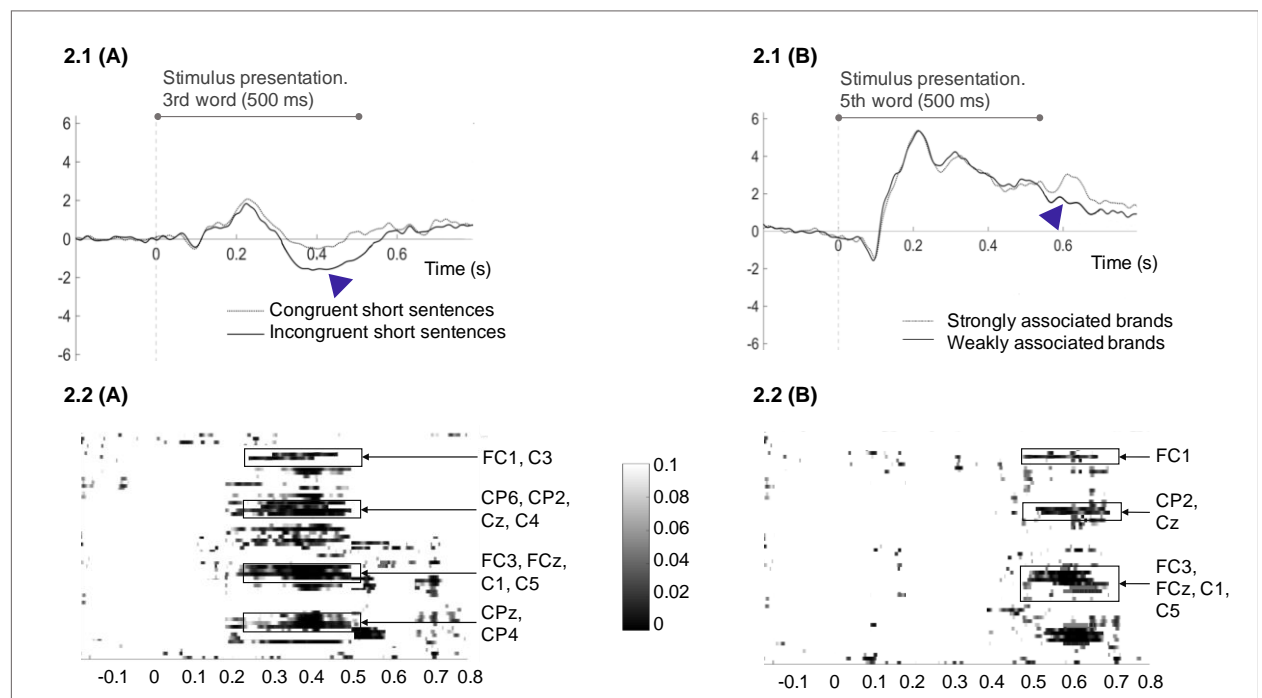 2.1 (A)
Stimulus presentation.
3rd word (500 ms)
6
4
2
0
-2
-4
-6
0
0.2
0.4
0.6
Time (s)
Congruent short sentences
Incongruent short sentences
2.1 (B)
Stimulus presentation.
5th word (500 ms)
6
4
2
0
-2
-4
-6
0
0.2
0.4
0.6
Time (s)
Strongly associated brands
Weakly associated brands
2.2 (A)
FC1, C3
CP6, CP2,
Cz, C4
FC3, FCz,
C1, C5
CPz,
CP4
-0.1 0 0.1 0.2 0.3 0.4 0.5 0.6 0.7 0.8
0.1
0.08
0.06
0.04
0.02
0
2.2 (B)
FC1
CP2,
Cz
FC3,
FCz, C1,
C5
-0.1 0 0.1 0.2 0.3 0.4 0.5 0.6 0.7 0.8